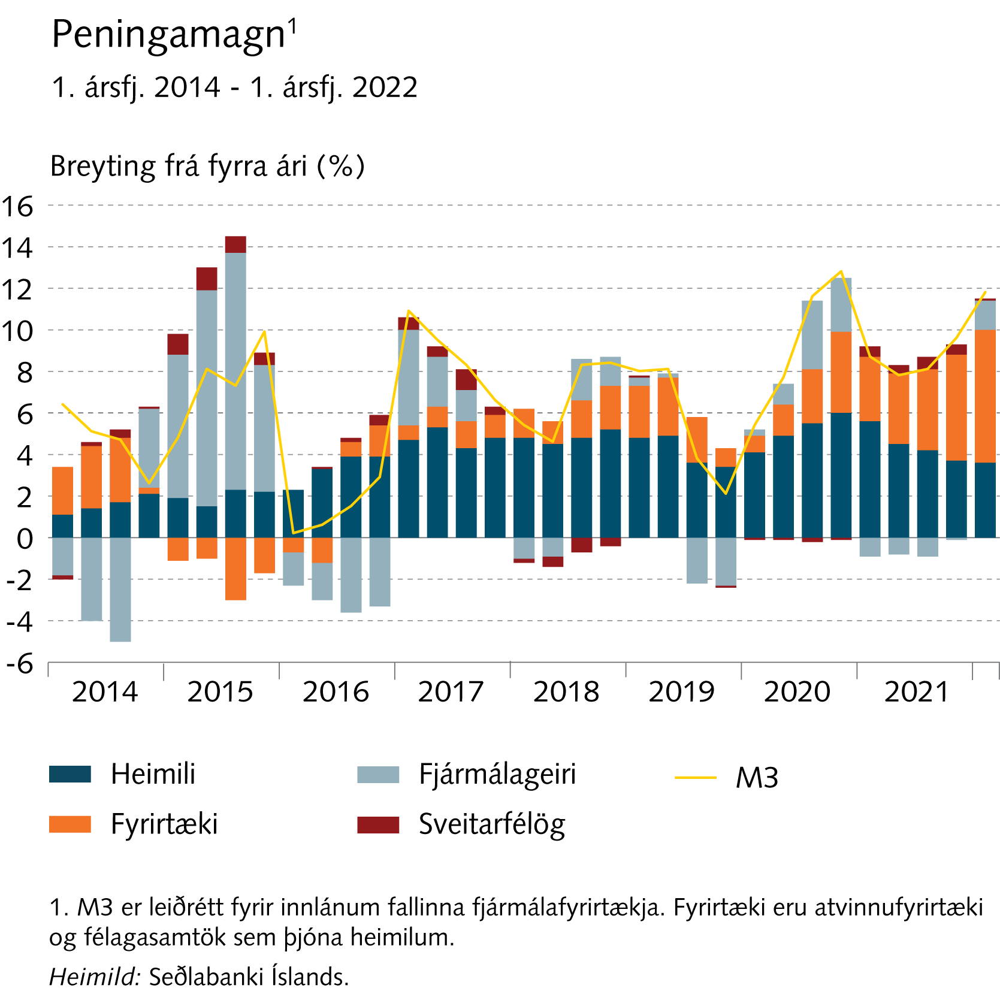 Peningamagn¹
1. ársfj. 2014 - 1. ársfj. 2022
Breyting frá fyrra ári (%)
16
14
12
10
8
6
4
2
0
-2
-4
-6
2014 2015 2016 2017 2018 2019 2020 2021
Heimili Fjármálageiri M3
Fyrirtæki Sveitarfélög
1. M3 er leiðrétt fyrir innlánum fallinna fjármálafyrirtækja. Fyrirtæki eru atvinnufyrirtæki
og félagasamtök sem þjóna heimilum.
Heimild: Seðlabanki Íslands.